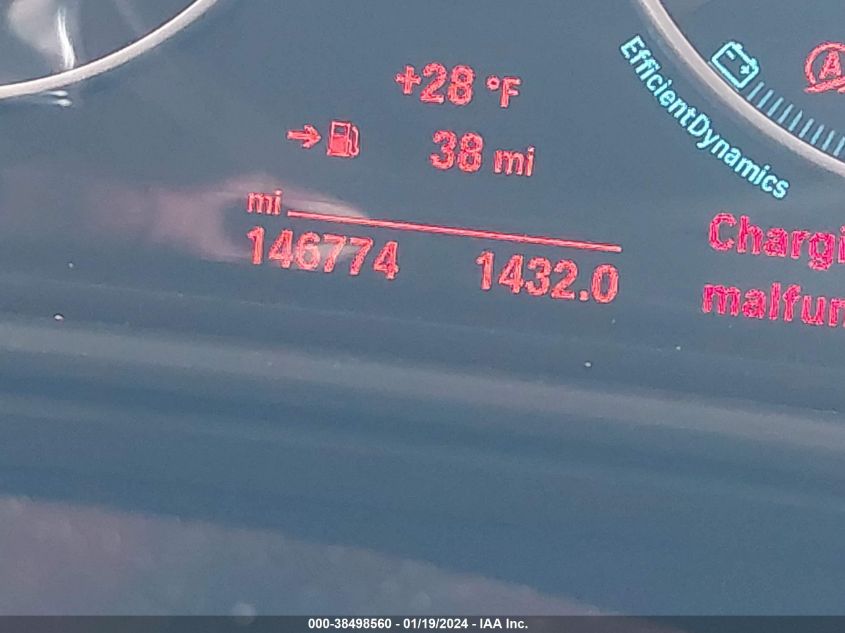 +28 °F
→ 38 mi
mi
146774 1432.0
EfficientDynamics
A
Chargi
malfun
000-38498560 - 01/19/2024 - IAA Inc.